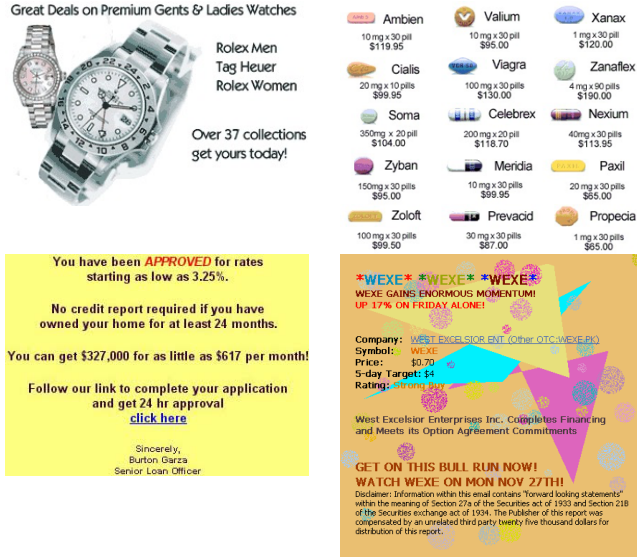 Great Deals on Premium Gents & Ladies Watches
Rolex Men
Tag Heuer
Rolex Women
Over 37 collections
get yours today!
Ambien
10 mg x 30 pill
$119.95
Valium
10 mg x 30 pill
$95.00
Xanax
1 mg x 30 pill
$120.00
Cialis
20 mg x 10 pills
$99.95
Viagra
100 mg x 30 pills
$130.00
Zanaflex
4 mg x 90 pills
$190.00
Soma
350mg x 20 pill
$104.00
Celebrex
200 mg x 20 pill
$118.70
Nexium
40mg x 30 pills
$113.95
Zyban
150mg x 30 pills
$95.00
Meridia
10 mg x 30 pills
$99.95
PAXIL
Paxil
20 mg x 30 pills
$65.00
Zoloft
100 mg x 30 pills
$99.50
Prevacid
30 mg x 30 pills
$87.00
Propecia
1 mg x 30 pills
$65.00
You have been APPROVED for rates
starting as low as 3.25%.
No credit report required if you have
owned your home for at least 24 months.
You can get $327,000 for as little as $617 per month!
Follow our link to complete your application
and get 24 hr approval
click here
Sincerely,
Burton Garza
Senior Loan Officer
*WEXE* *WEXE* *WEXE*
WEXE GAINS ENORMOUS MOMENTUM!
UP 17% ON FRIDAY ALONE!
Company: WEST EXCELSIOR ENT (Other OTC:WEXE.PK)
Symbol: WEXE
Price: $0.70
5-day Target: $4
Rating: Strong Buy
West Excelsior Enterprises Inc. Completes Financing
and Meets its Option Agreement Commitments
GET ON THIS BULL RUN NOW!
WATCH WEXE ON MON NOV 27TH!
Disclaimer: Information within this email contains "forward looking statements"
within the meaning of Section 27a of the Securities act of 1933 and Section 21B
of the Securities exchange act of 1934. The Publisher of this report was
compensated by an unrelated third party twenty five thousand dollars for
distribution of this report.